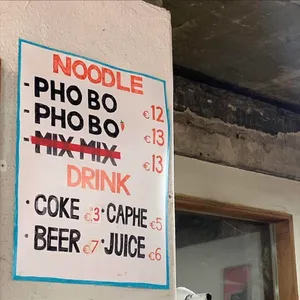 NOODLE
- PHO BO €12
- PHO BO €13
- MIX MIX €13
DRINK
· COKE €3 · CAPHE €5
· BEER €7 · JUICE €6